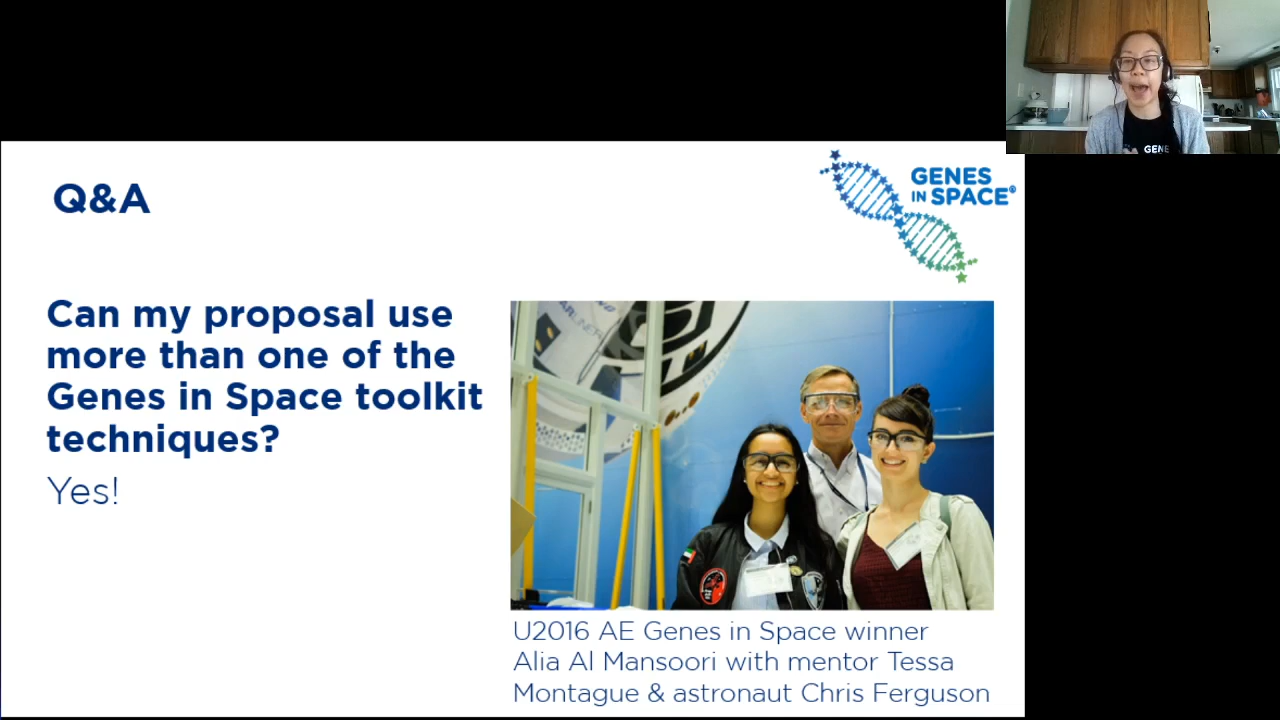 GENE
Q&A
GENES
IN SPACE®
Can my proposal use
more than one of the
Genes in Space toolkit
techniques?
Yes!
U2016 AE Genes in Space winner
Alia Al Mansoori with mentor Tessa
Montague & astronaut Chris Ferguson